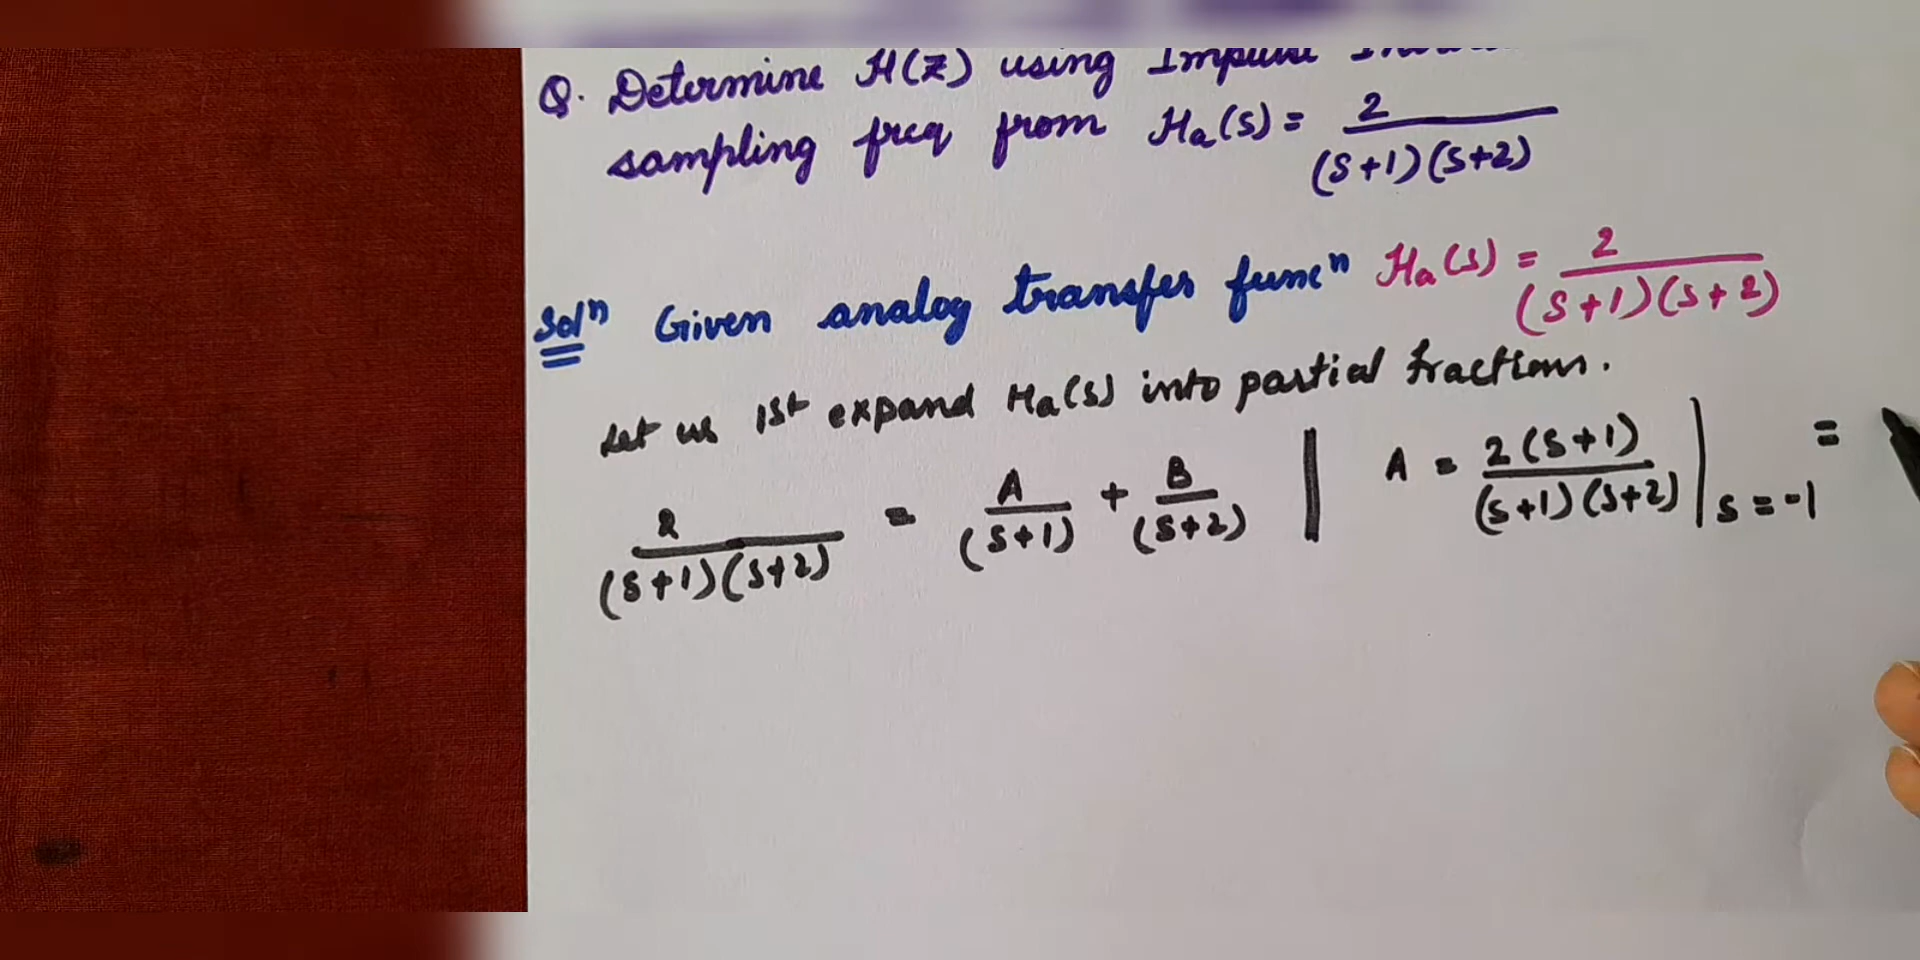 Q. Determine H(Z) using
sampling freq from Ha(s) = 2 / (s+1)(s+2)
Solⁿ Given analog transfer funcⁿ Ha(s) = 2 / (s+1)(s+2)
Let us 1st expand Ha(s) into partial fractions.
2 / (s+1)(s+2) = A / (s+1) + B / (s+2) | A = 2(s+1) / (s+1)(s+2) | s=-1 =